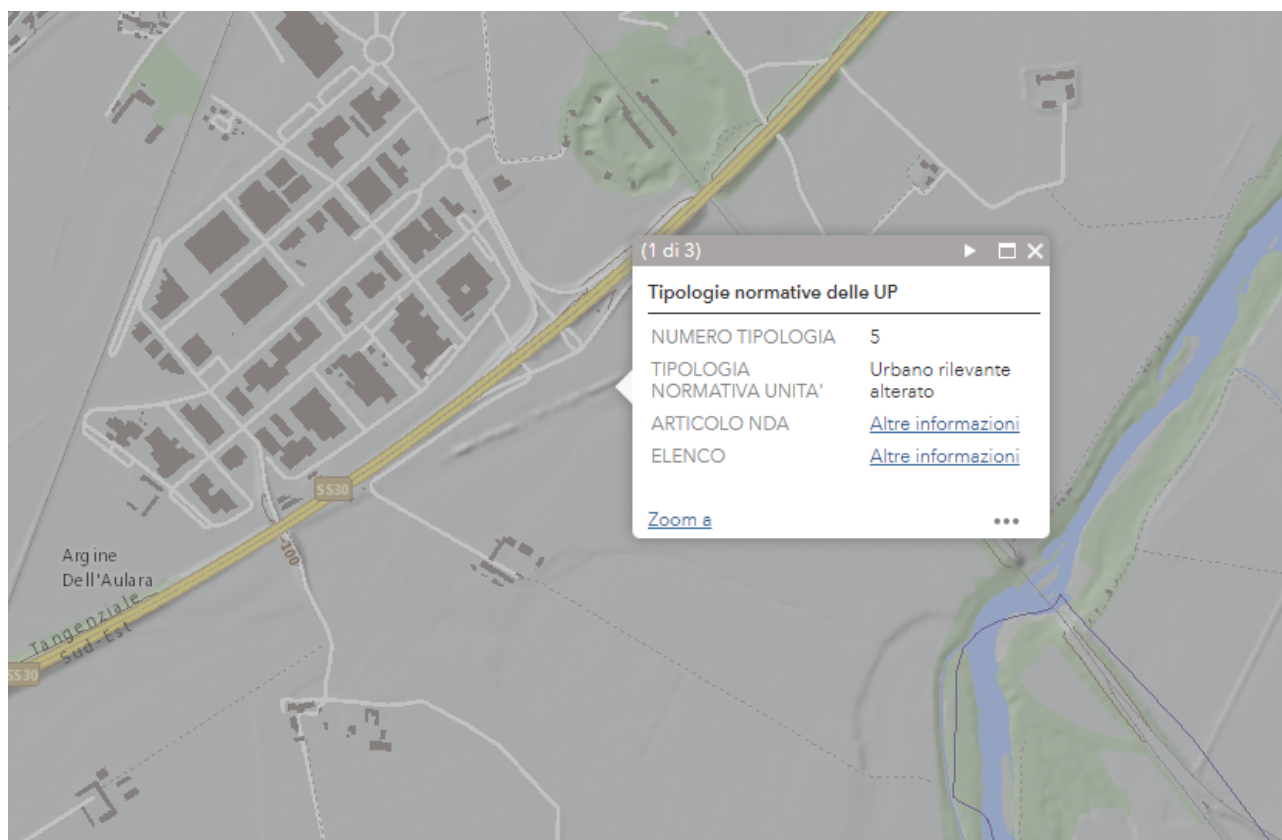 (1 di 3)
Tipologie normative delle UP
NUMERO TIPOLOGIA 5
TIPOLOGIA NORMATIVA UNITA' Urbano rilevante
alterato
ARTICOLO NDA Altre informazioni
ELENCO Altre informazioni
Zoom a
SS30
Argine
Dell'Aulara
100
Tangenziale
Sud-Est
SS30